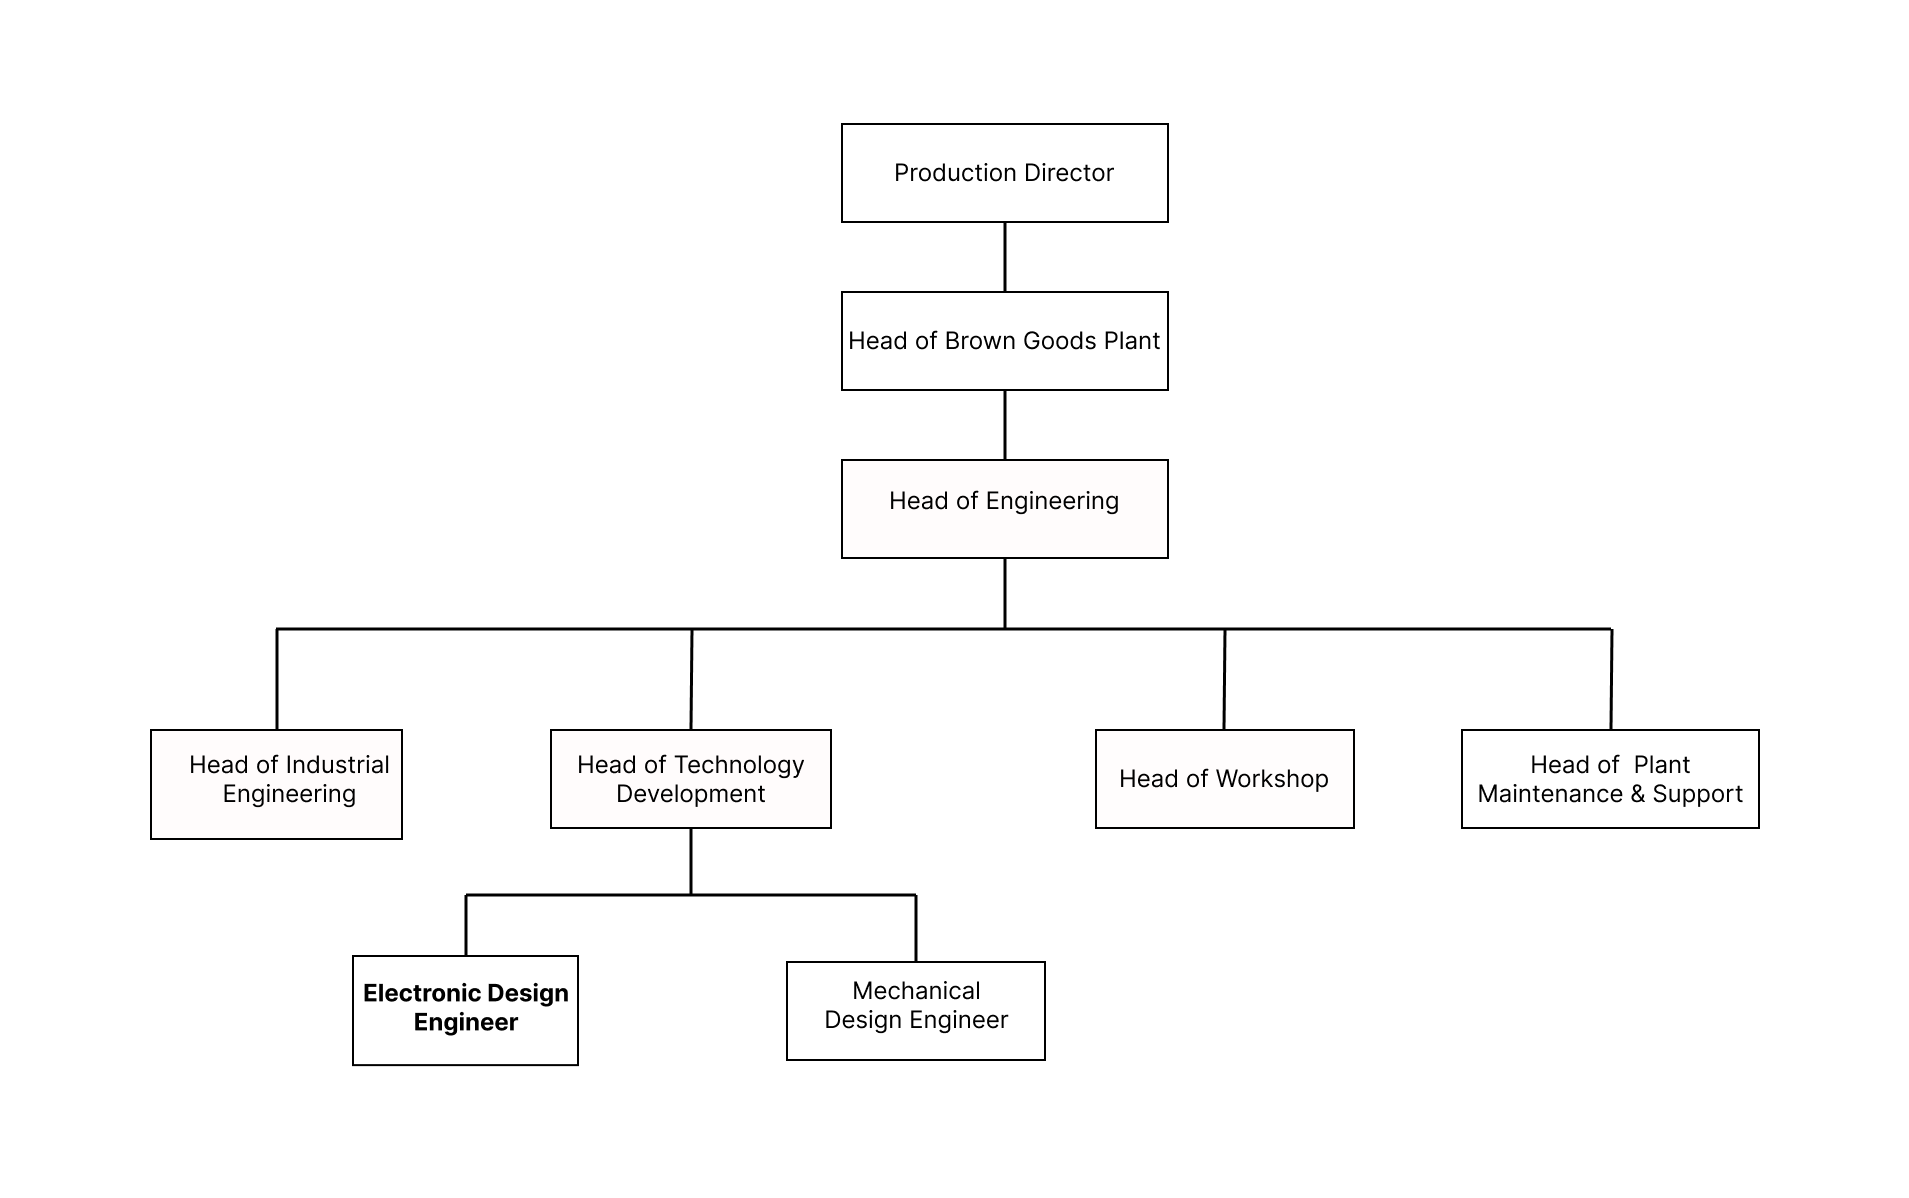 Production Director
Head of Brown Goods Plant
Head of Engineering
Head of Industrial
Engineering
Head of Technology
Development
Head of Workshop
Head of  Plant
Maintenance & Support
Electronic Design
Engineer
Mechanical
Design Engineer